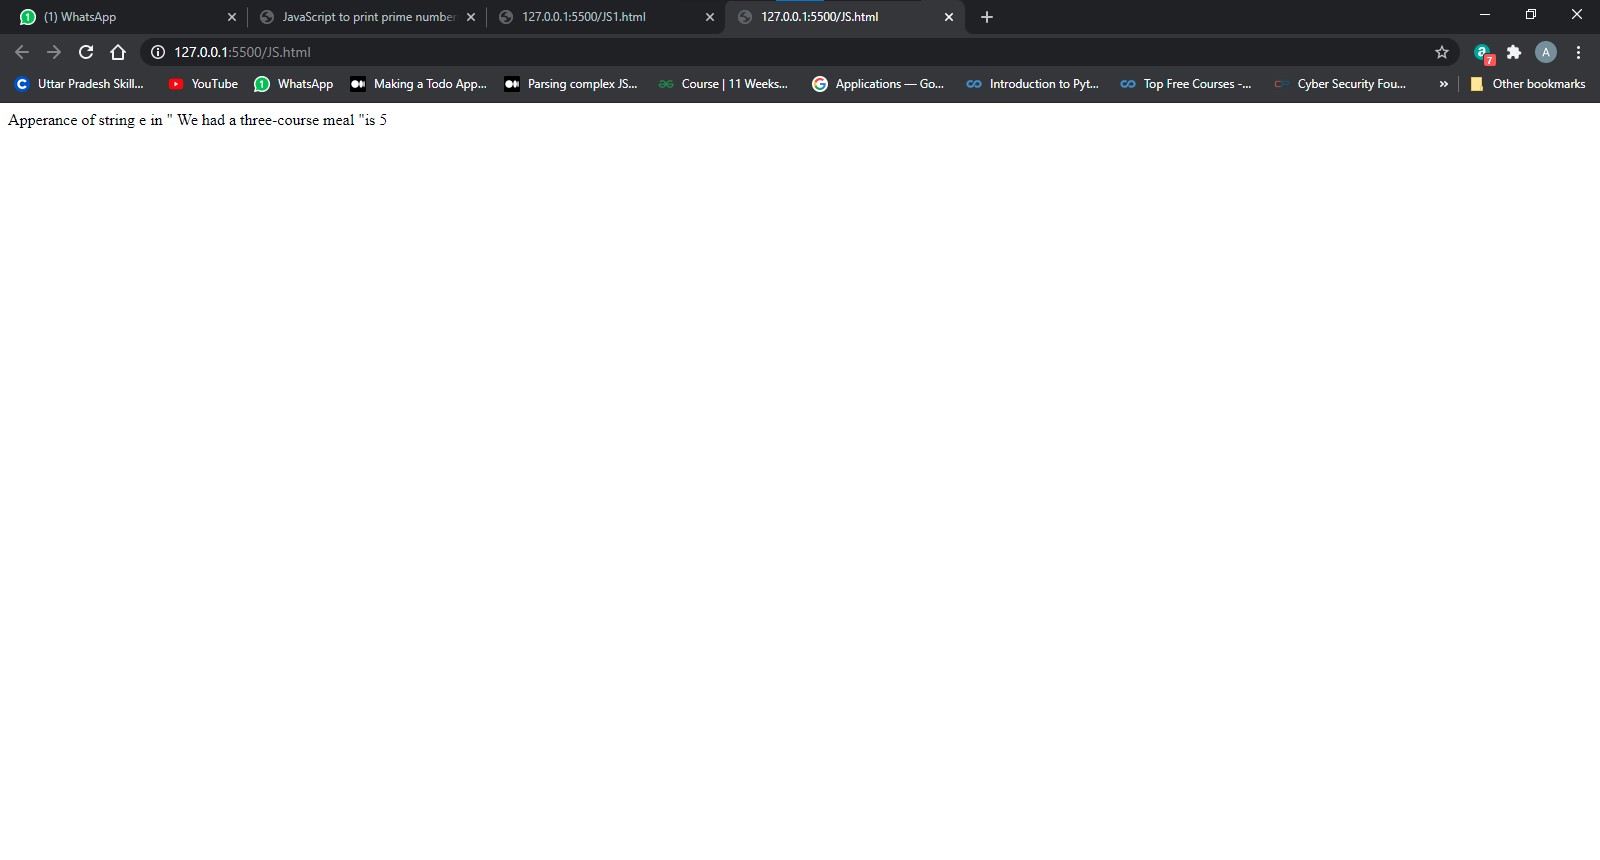 (1) WhatsApp
JavaScript to print prime number
127.0.0.1:5500/JS1.html
127.0.0.1:5500/JS.html
127.0.0.1:5500/JS.html
7
A
Uttar Pradesh Skill...
YouTube
WhatsApp
Making a Todo App...
Parsing complex JS...
Course | 11 Weeks...
Applications — Go...
Introduction to Pyt...
Top Free Courses -...
Cyber Security Fou...
»
Other bookmarks
Apperance of string e in " We had a three-course meal "is 5